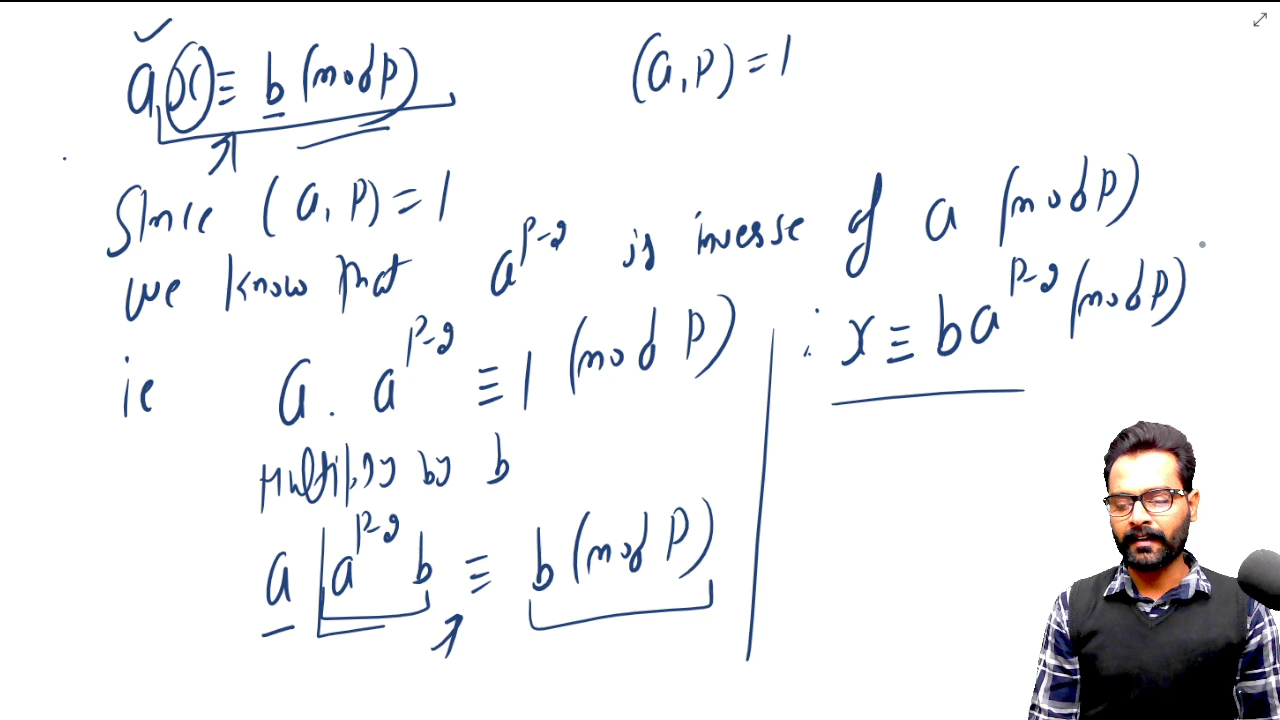 ax ≡ b (mod p)
(a, p) = 1
Since (a, p) = 1
we know that a^{p-2} is inverse of a (mod p)
ie a . a^{p-2} ≡ 1 (mod p)
Multiply by b
a a^{p-2} b ≡ b (mod p)
∴ x ≡ b a^{p-2} (mod p)